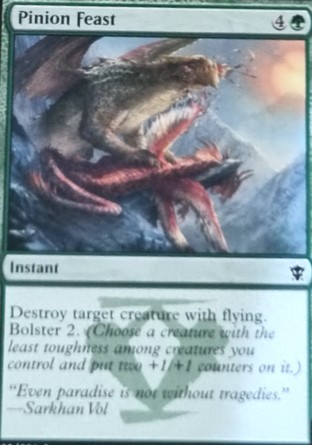 Pinion Feast 4
Instant
Destroy target creature with flying.
Bolster 2. (Choose a creature with the
least toughness among creatures you
control and put two +1/+1 counters on it.)
"Even paradise is not without tragedies."
—Sarkhan Vol